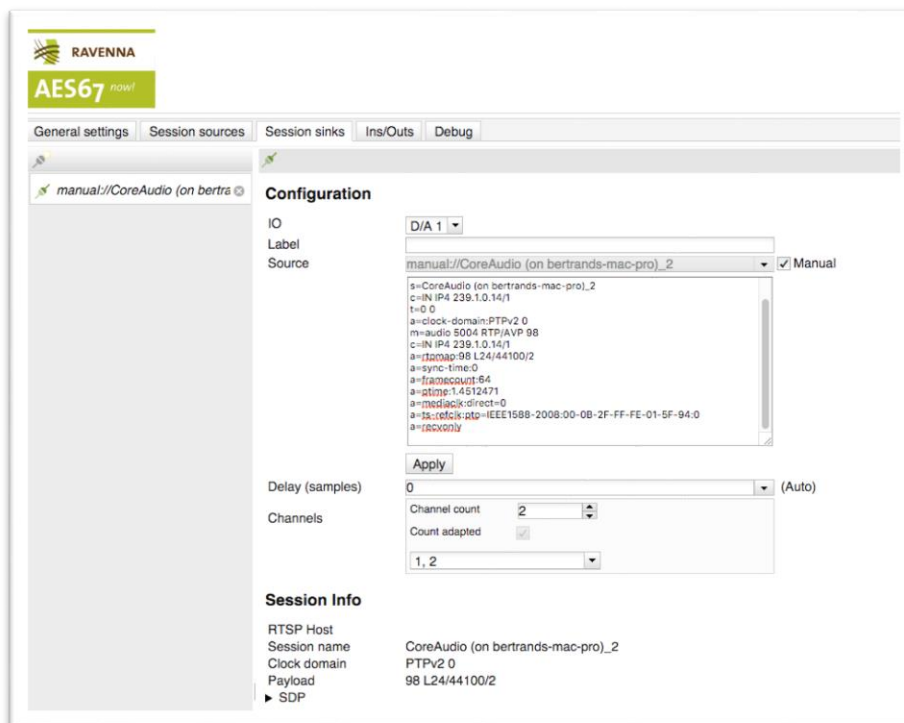 RAVENNA
AES67 now!
General settings Session sources Session sinks Ins/Outs Debug
manual://CoreAudio (on bertra
Configuration
IO D/A 1
Label
Source manual://CoreAudio (on bertrands-mac-pro)_2 Manual
s=CoreAudio (on bertrands-mac-pro)_2
c=IN IP4 239.1.0.14/1
t=0 0
a=clock-domain:PTPv2 0
m=audio 5004 RTP/AVP 98
c=IN IP4 239.1.0.14/1
a=rtpmap:98 L24/44100/2
a=sync-time:0
a=framecount:64
a=ptime:1.4512471
a=mediaclk:direct=0
a=ts-refclk:ptp=IEEE1588-2008:00-0B-2F-FF-FE-01-5F-94:0
a=recvonly
Apply
Delay (samples) 0 (Auto)
Channels
Channel count 2
Count adapted
1, 2
Session Info
RTSP Host
Session name CoreAudio (on bertrands-mac-pro)_2
Clock domain PTPv2 0
Payload 98 L24/44100/2
SDP